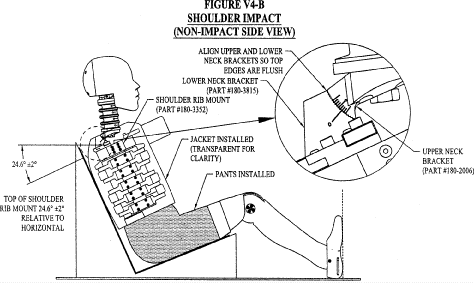 FIGURE V4-B
SHOULDER IMPACT
(NON-IMPACT SIDE VIEW)
ALIGN UPPER AND LOWER
NECK BRACKETS SO TOP
EDGES ARE FLUSH
LOWER NECK BRACKET
(PART #180-3815)
SHOULDER RIB MOUNT
(PART #180-3352)
JACKET INSTALLED
(TRANSPARENT FOR
CLARITY)
PANTS INSTALLED
UPPER NECK
BRACKET
(PART #180-2006)
24.6° ±2°
TOP OF SHOULDER
RIB MOUNT 24.6° ±2°
RELATIVE TO
HORIZONTAL